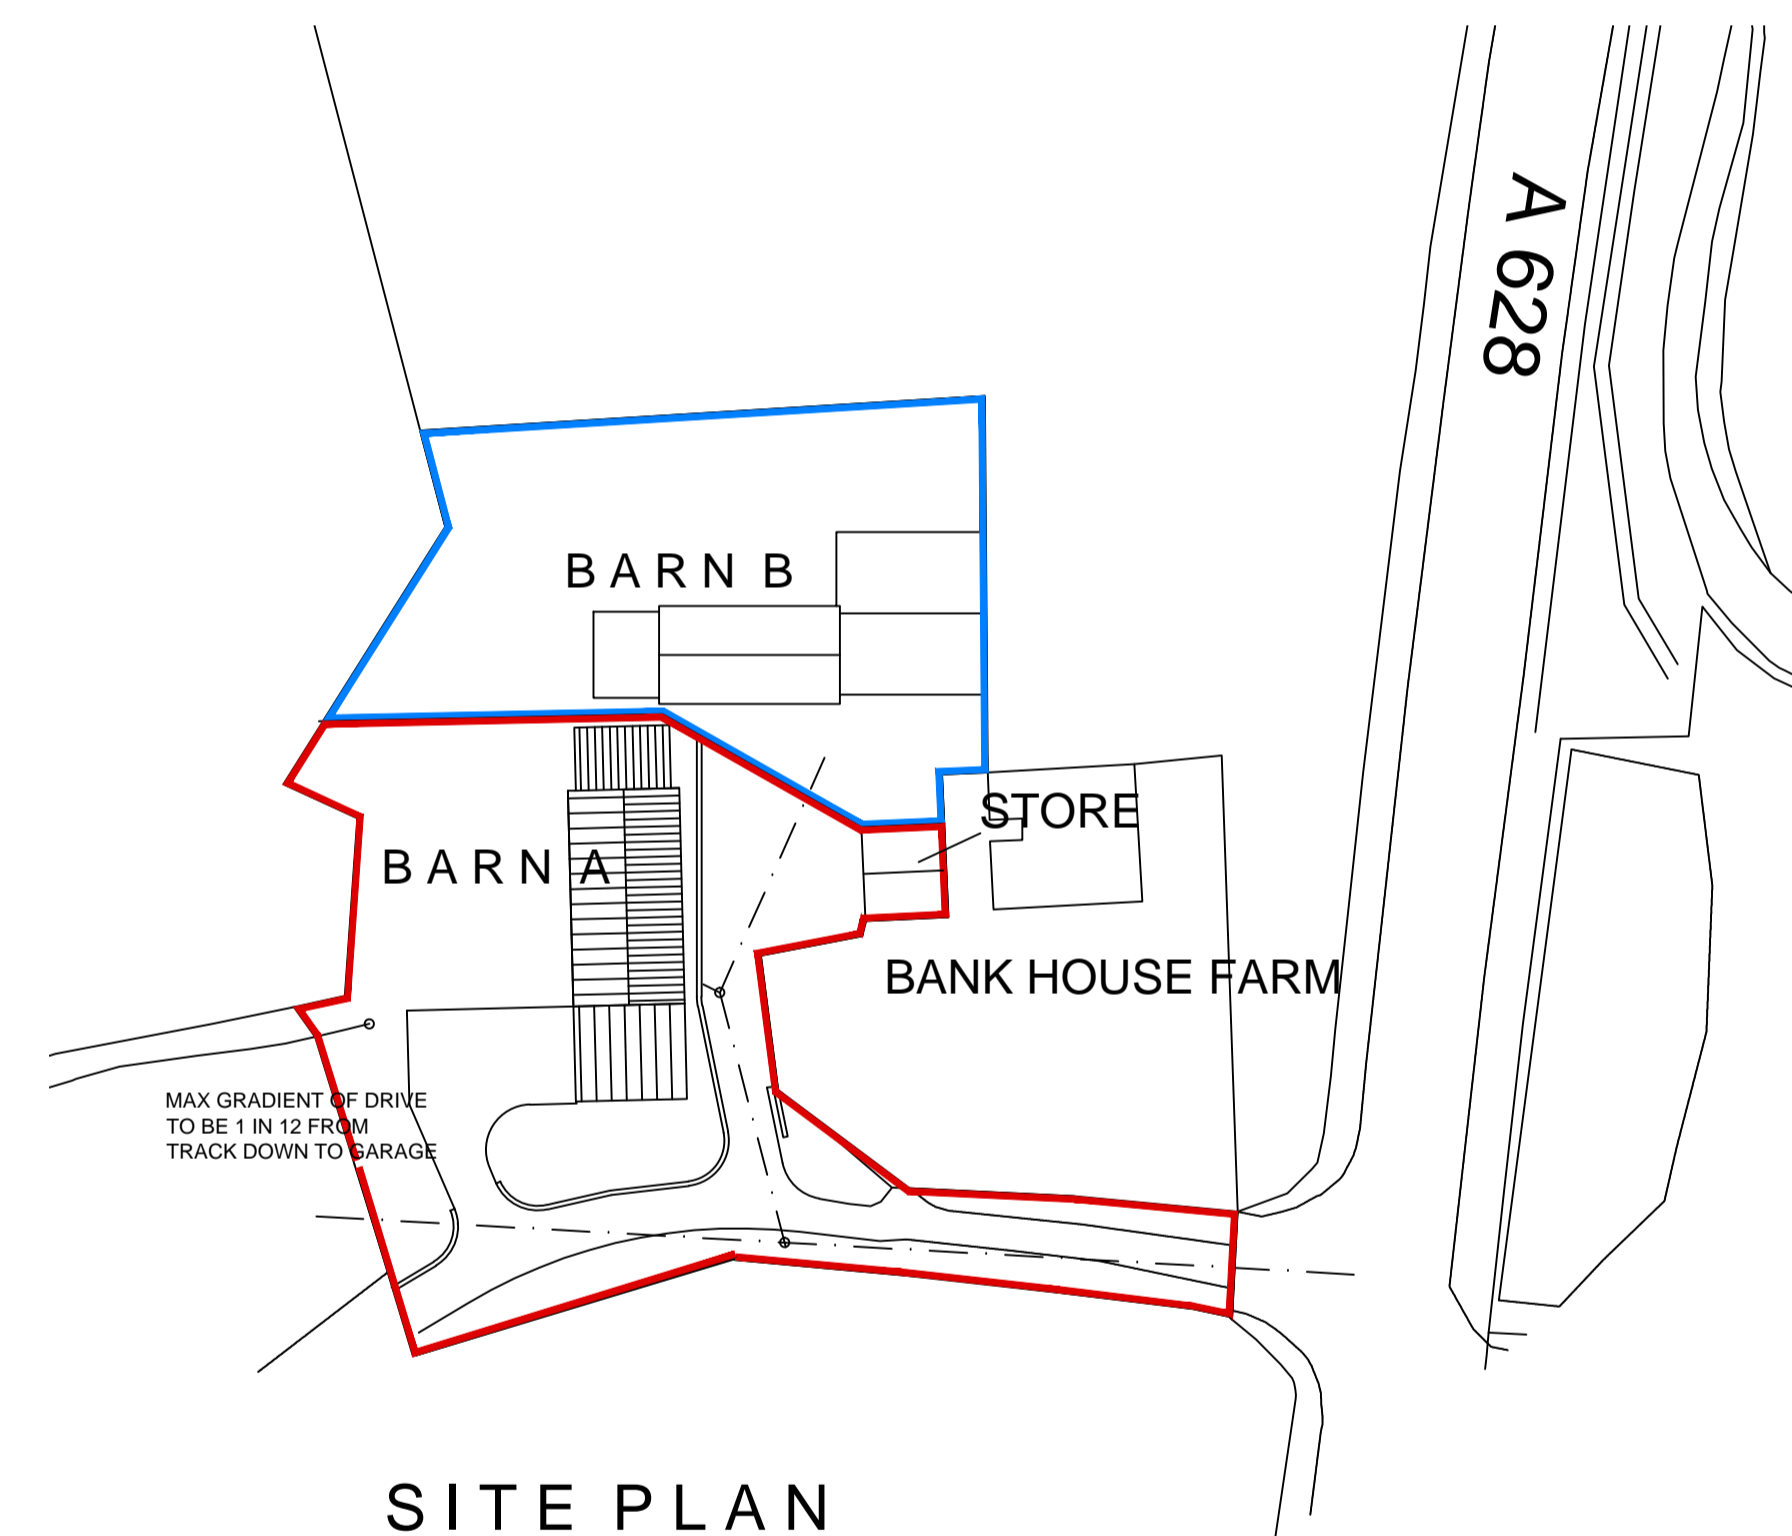 A 628
BARN B
STORE
BARN A
BANK HOUSE FARM
MAX GRADIENT OF DRIVE
TO BE 1 IN 12 FROM
TRACK DOWN TO GARAGE
SITE PLAN